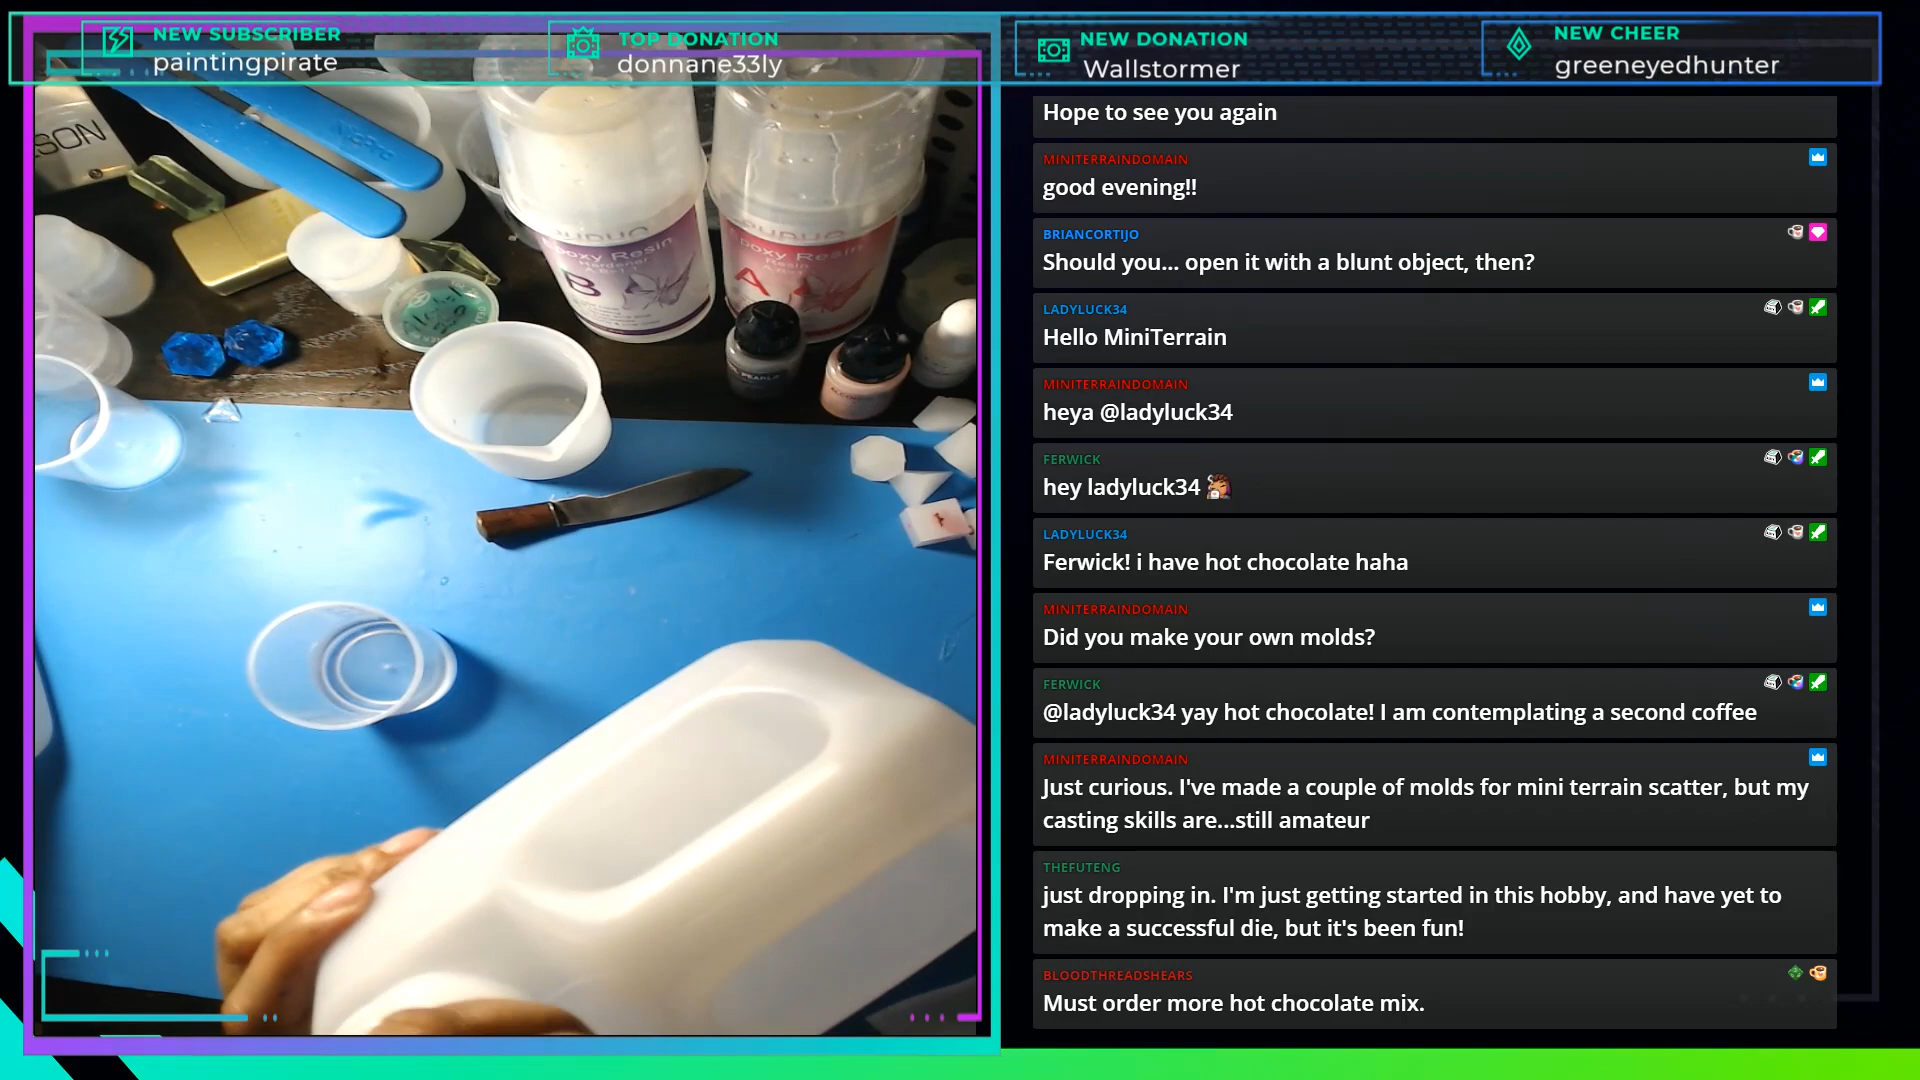 NEW SUBSCRIBER
paintingpirate
TOP DONATION
donnane33ly
NEW DONATION
Wallstormer
NEW CHEER
greeneyedhunter
SON
Epoxy Resin
Hardener
B
Epoxy Resin
Resin
A
Hope to see you again
MINITERRAINDOMAIN
good evening!!
BRIANCORTIJO
Should you... open it with a blunt object, then?
LADYLUCK34
Hello MiniTerrain
MINITERRAINDOMAIN
heya @ladyluck34
FERWICK
hey ladyluck34
LADYLUCK34
Ferwick! i have hot chocolate haha
MINITERRAINDOMAIN
Did you make your own molds?
FERWICK
@ladyluck34 yay hot chocolate! I am contemplating a second coffee
MINITERRAINDOMAIN
Just curious. I've made a couple of molds for mini terrain scatter, but my
casting skills are...still amateur
THEFUTENG
just dropping in. I'm just getting started in this hobby, and have yet to
make a successful die, but it's been fun!
BLOODTHREADSHEARS
Must order more hot chocolate mix.